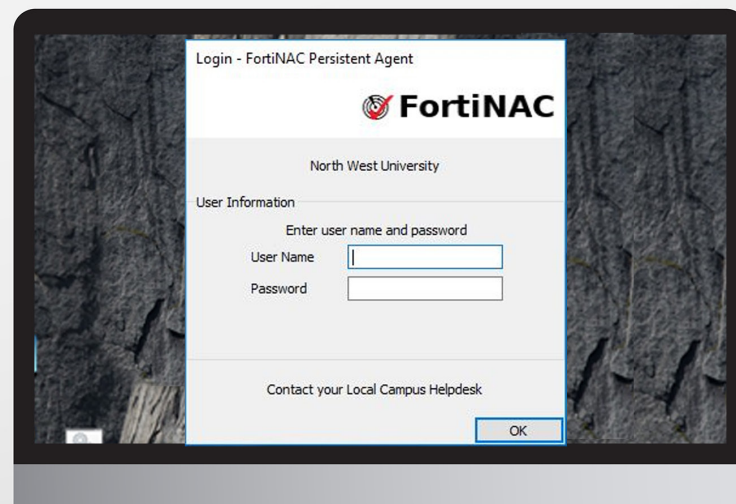 Login - FortiNAC Persistent Agent
FortiNAC
North West University
User Information
Enter user name and password
User Name
Password
Contact your Local Campus Helpdesk
OK